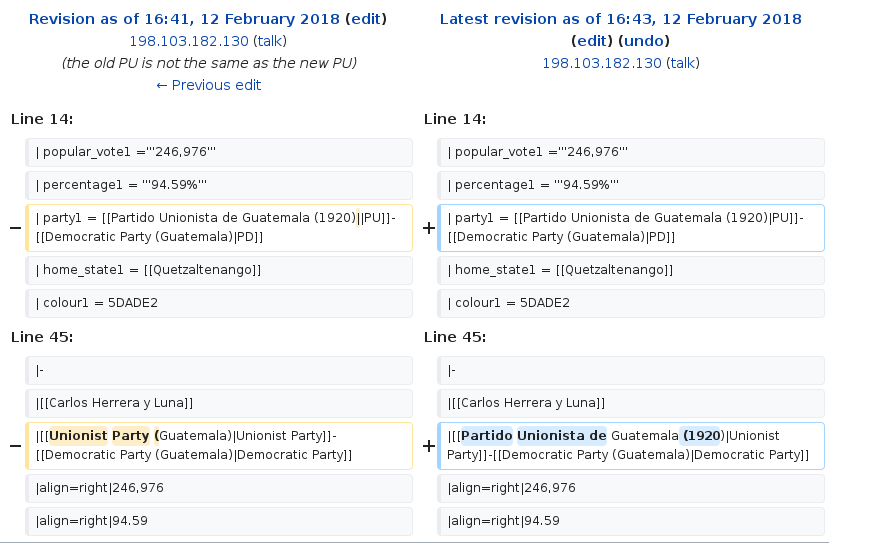 Revision as of 16:41, 12 February 2018 (edit)
198.103.182.130 (talk)
(the old PU is not the same as the new PU)
← Previous edit
Latest revision as of 16:43, 12 February 2018
(edit) (undo)
198.103.182.130 (talk)
Line 14:
Line 14:
| popular_vote1 ='''246,976'''
| popular_vote1 ='''246,976'''
| percentage1 = '''94.59%'''
| percentage1 = '''94.59%'''
− | party1 = [[Partido Unionista de Guatemala (1920)||PU]]-
[[Democratic Party (Guatemala)|PD]]
+ | party1 = [[Partido Unionista de Guatemala (1920)|PU]]-
[[Democratic Party (Guatemala)|PD]]
| home_state1 = [[Quetzaltenango]]
| home_state1 = [[Quetzaltenango]]
| colour1 = 5DADE2
| colour1 = 5DADE2
Line 45:
Line 45:
|-
|-
|[[Carlos Herrera y Luna]]
|[[Carlos Herrera y Luna]]
− |[[Unionist Party (Guatemala)|Unionist Party]]-
[[Democratic Party (Guatemala)|Democratic Party]]
+ |[[Partido Unionista de Guatemala (1920)|Unionist
Party]]-[[Democratic Party (Guatemala)|Democratic Party]]
|align=right|246,976
|align=right|246,976
|align=right|94.59
|align=right|94.59